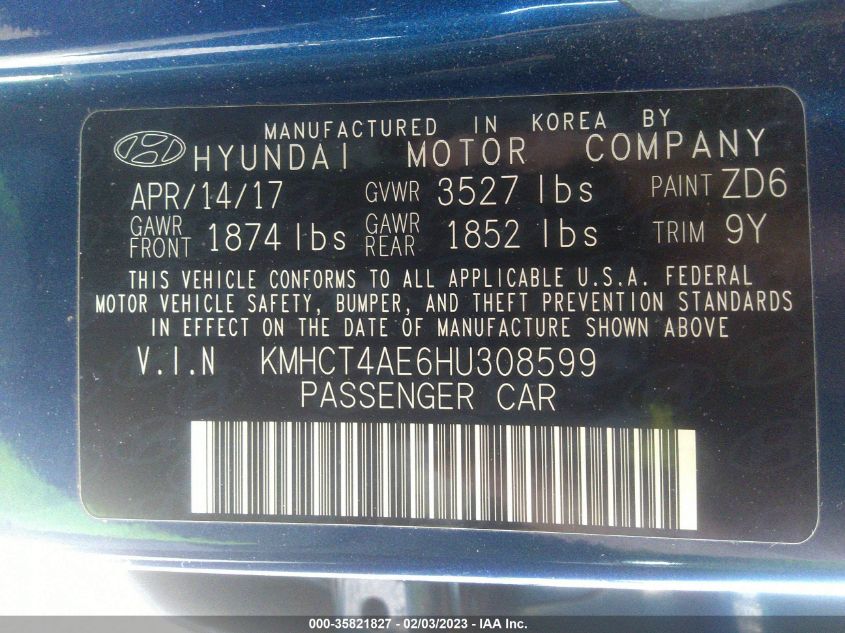 MANUFACTURED IN KOREA BY
HYUNDAI MOTOR COMPANY
APR/14/17 GVWR 3527 lbs PAINT ZD6
GAWR FRONT 1874 lbs GAWR REAR 1852 lbs TRIM 9Y
THIS VEHICLE CONFORMS TO ALL APPLICABLE U.S.A. FEDERAL
MOTOR VEHICLE SAFETY, BUMPER, AND THEFT PREVENTION STANDARDS
IN EFFECT ON THE DATE OF MANUFACTURE SHOWN ABOVE
V.I.N KMHCT4AE6HU308599
PASSENGER CAR
000-35821827 - 02/03/2023 - IAA Inc.